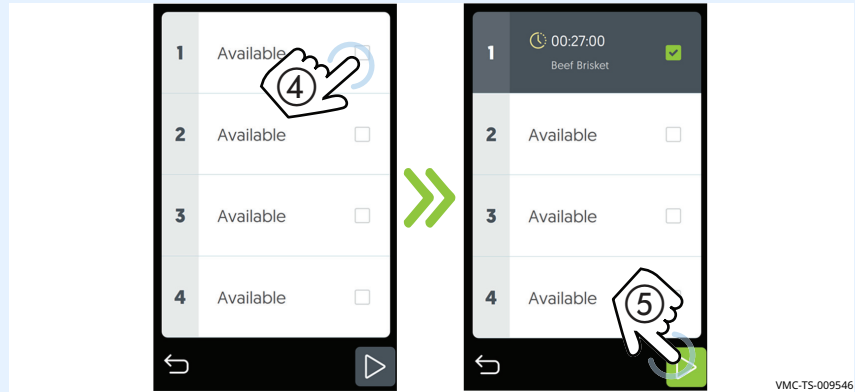 1 Available
④
2 Available
3 Available
4 Available
1 00:27:00
Beef Brisket
2 Available
3 Available
4 Available
⑤
VMC-TS-009546